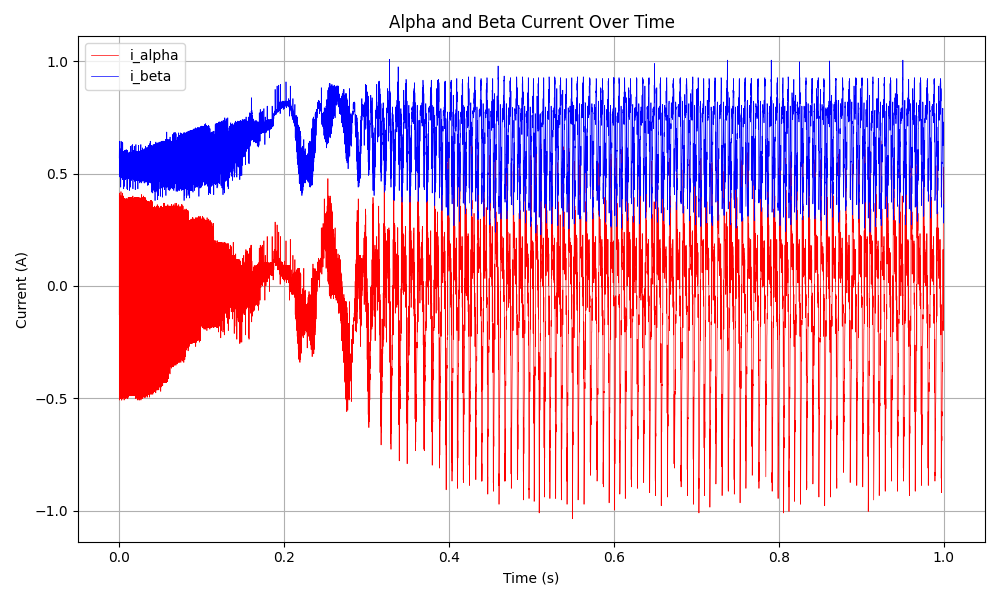 Alpha and Beta Current Over Time
i_alpha
i_beta
1.0
0.5
0.0
−0.5
−1.0
Current (A)
0.0 0.2 0.4 0.6 0.8 1.0
Time (s)